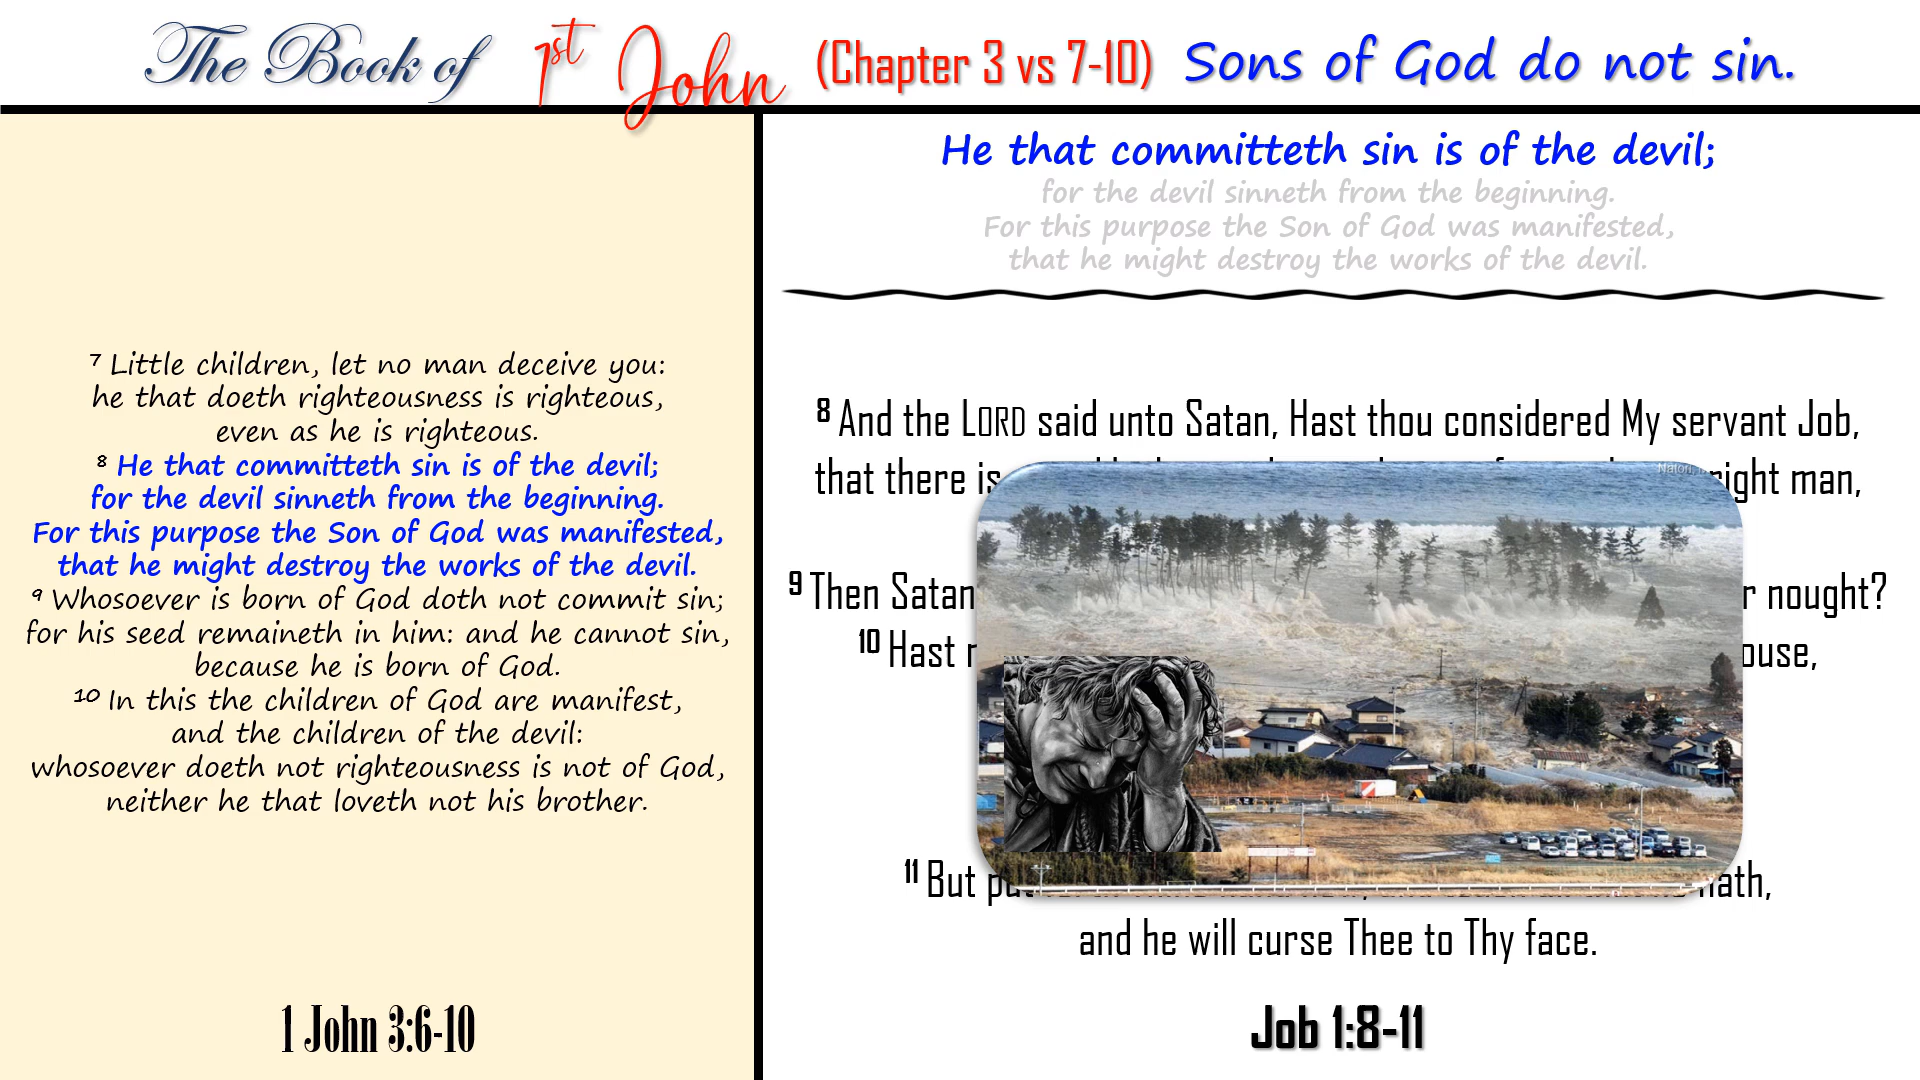 The Book of 1st John (Chapter 3 vs 7-10) Sons of God do not sin.
7 Little children, let no man deceive you:
he that doeth righteousness is righteous,
even as he is righteous.
8 He that committeth sin is of the devil;
for the devil sinneth from the beginning.
For this purpose the Son of God was manifested,
that he might destroy the works of the devil.
9 Whosoever is born of God doth not commit sin;
for his seed remaineth in him: and he cannot sin,
because he is born of God.
10 In this the children of God are manifest,
and the children of the devil:
whosoever doeth not righteousness is not of God,
neither he that loveth not his brother.
1 John 3:6-10
He that committeth sin is of the devil;
for the devil sinneth from the beginning.
For this purpose the Son of God was manifested,
that he might destroy the works of the devil.
8 And the LORD said unto Satan, Hast thou considered My servant Job,
that there is man,
9 Then Satan nought?
10 Hast
11 But
and he will curse Thee to Thy face.
Job 1:8-11